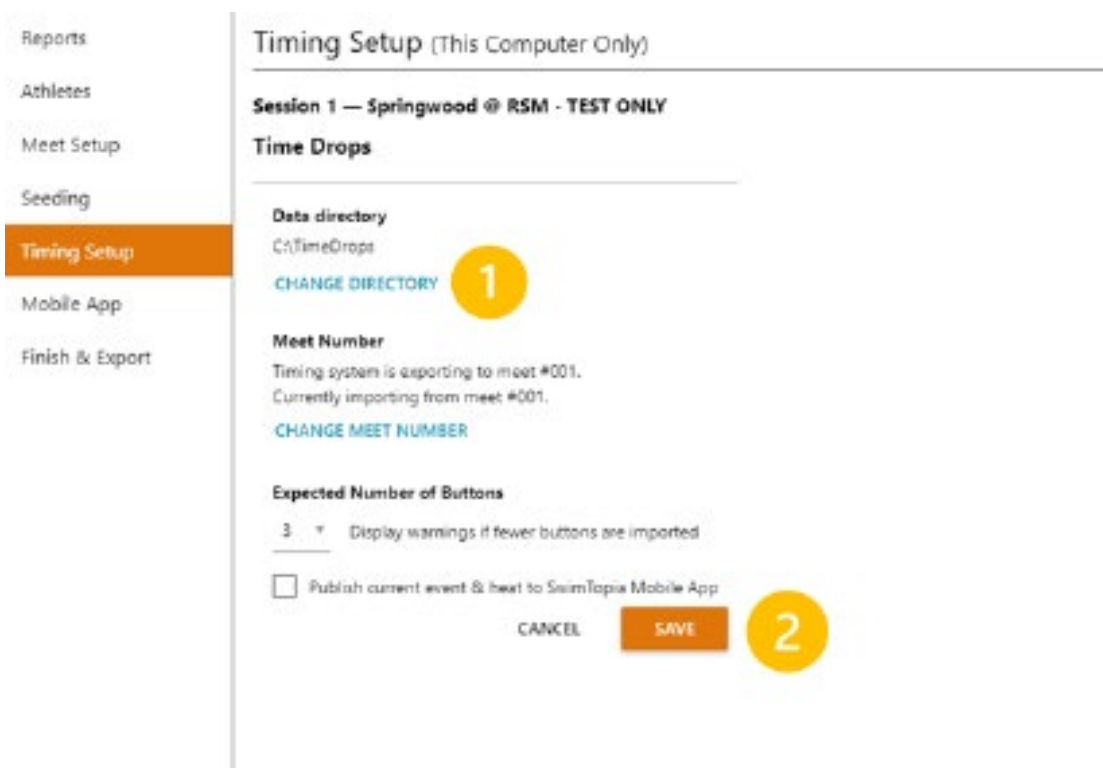 Reports
Athletes
Meet Setup
Seeding
Timing Setup
Mobile App
Finish & Export
Timing Setup (This Computer Only)
Session 1 — Springwood @ RSM - TEST ONLY
Time Drops
Data directory
C:\TimeDrops
CHANGE DIRECTORY
1
Meet Number
Timing system is exporting to meet #001.
Currently importing from meet #001.
CHANGE MEET NUMBER
Expected Number of Buttons
3 Display warnings if fewer buttons are imported
Publish current event & heat to SwimTopia Mobile App
CANCEL SAVE
2